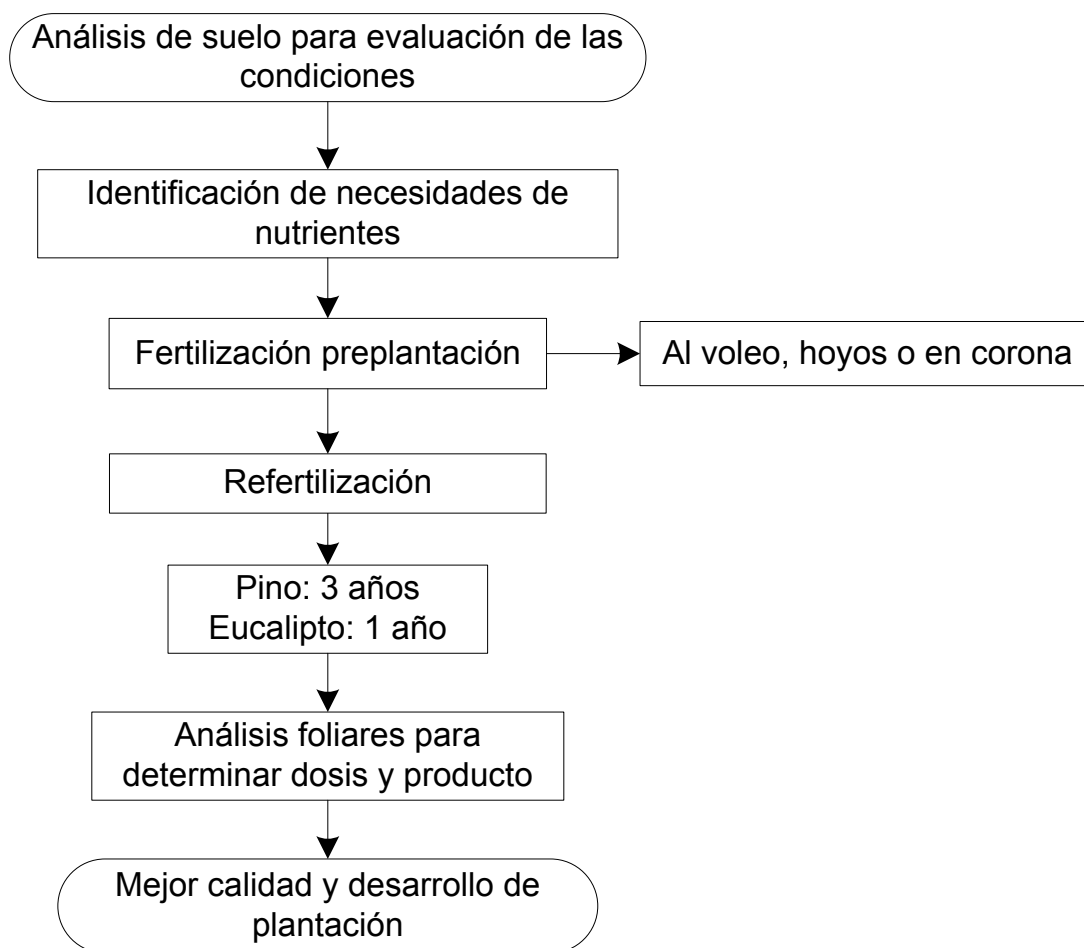 Análisis de suelo para evaluación de las
condiciones
Identificación de necesidades de
nutrientes
Fertilización preplantación
Al voleo, hoyos o en corona
Refertilización
Pino: 3 años
Eucalipto: 1 año
Análisis foliares para
determinar dosis y producto
Mejor calidad y desarrollo de
plantación